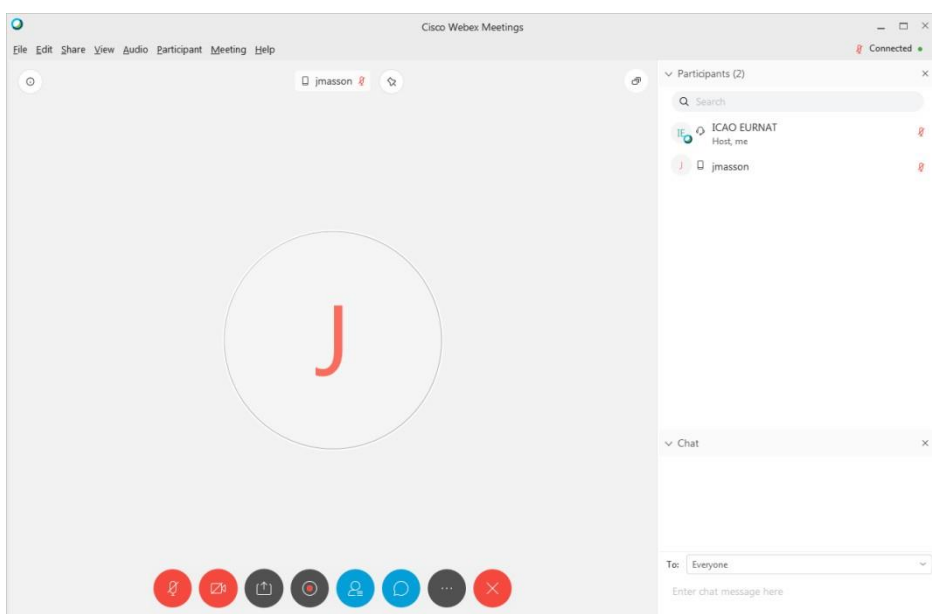 Cisco Webex Meetings
File Edit Share View Audio Participant Meeting Help
Connected
jmasson
Participants (2)
Search
IE
ICAO EURNAT
Host, me
J
jmasson
J
Chat
To: Everyone
Enter chat message here